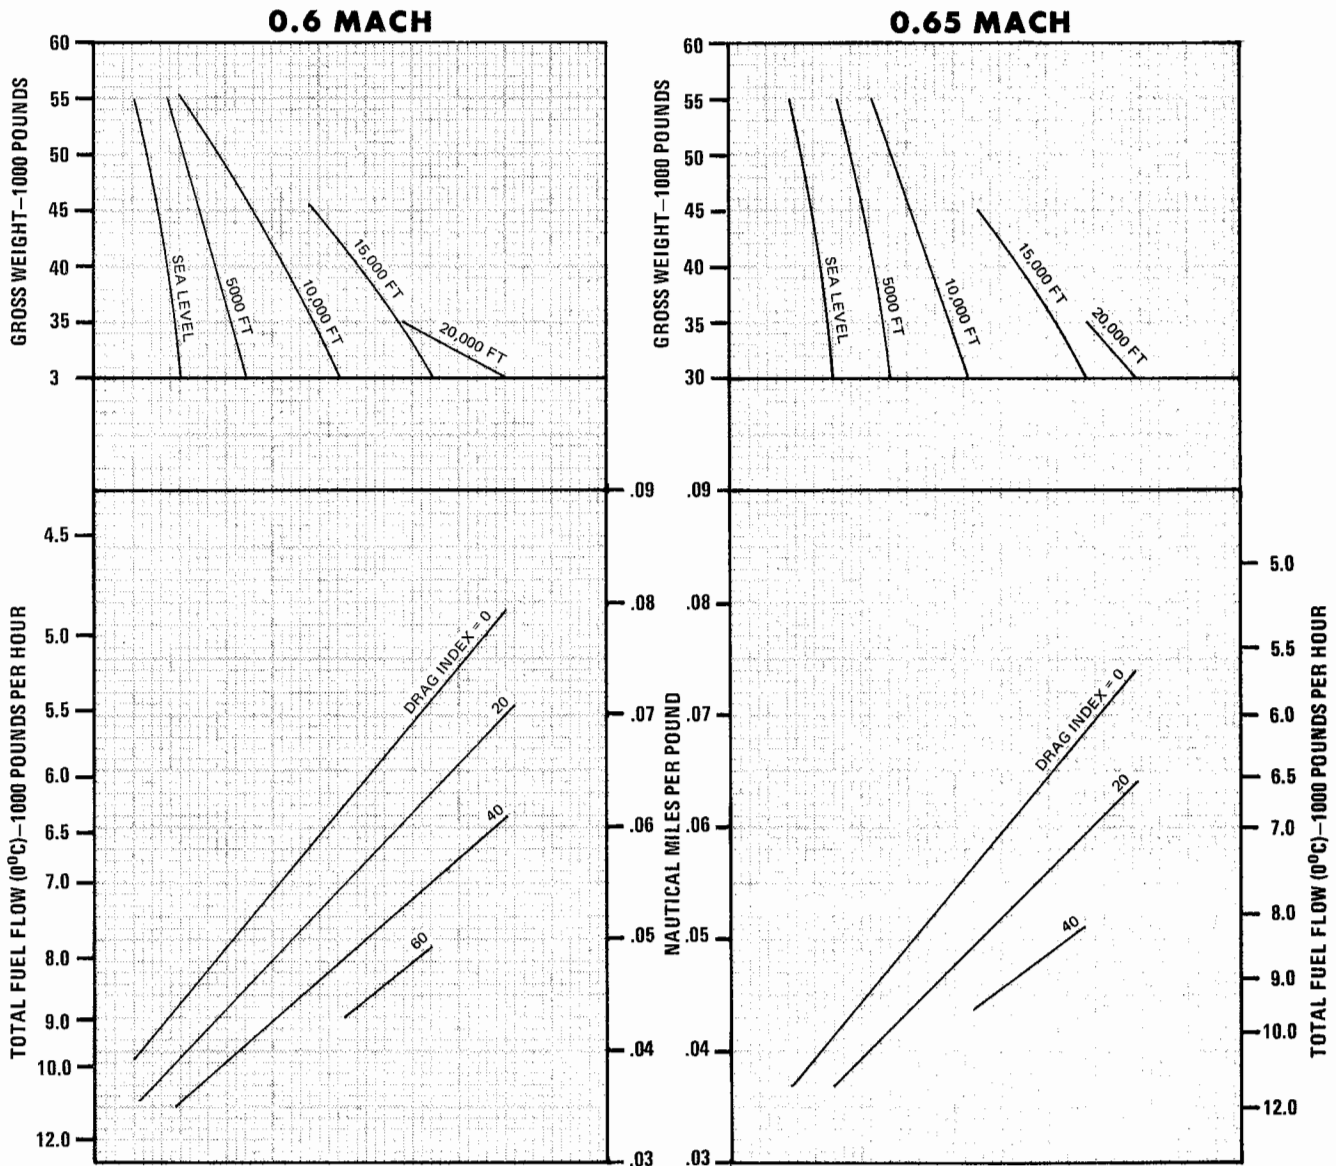 0.6 MACH
GROSS WEIGHT–1000 POUNDS
60
55
50
45
40
35
3
SEA LEVEL
5000 FT
10,000 FT
15,000 FT
20,000 FT
TOTAL FUEL FLOW (0°C)–1000 POUNDS PER HOUR
4.5
5.0
5.5
6.0
6.5
7.0
8.0
9.0
10.0
12.0
DRAG INDEX = 0
20
40
60
.09
.08
.07
.06
.05
.04
.03
0.65 MACH
GROSS WEIGHT–1000 POUNDS
60
55
50
45
40
35
30
SEA LEVEL
5000 FT
10,000 FT
15,000 FT
20,000 FT
NAUTICAL MILES PER POUND
.09
.08
.07
.06
.05
.04
.03
DRAG INDEX = 0
20
40
5.0
5.5
6.0
6.5
7.0
8.0
9.0
10.0
12.0
TOTAL FUEL FLOW (0°C)–1000 POUNDS PER HOUR